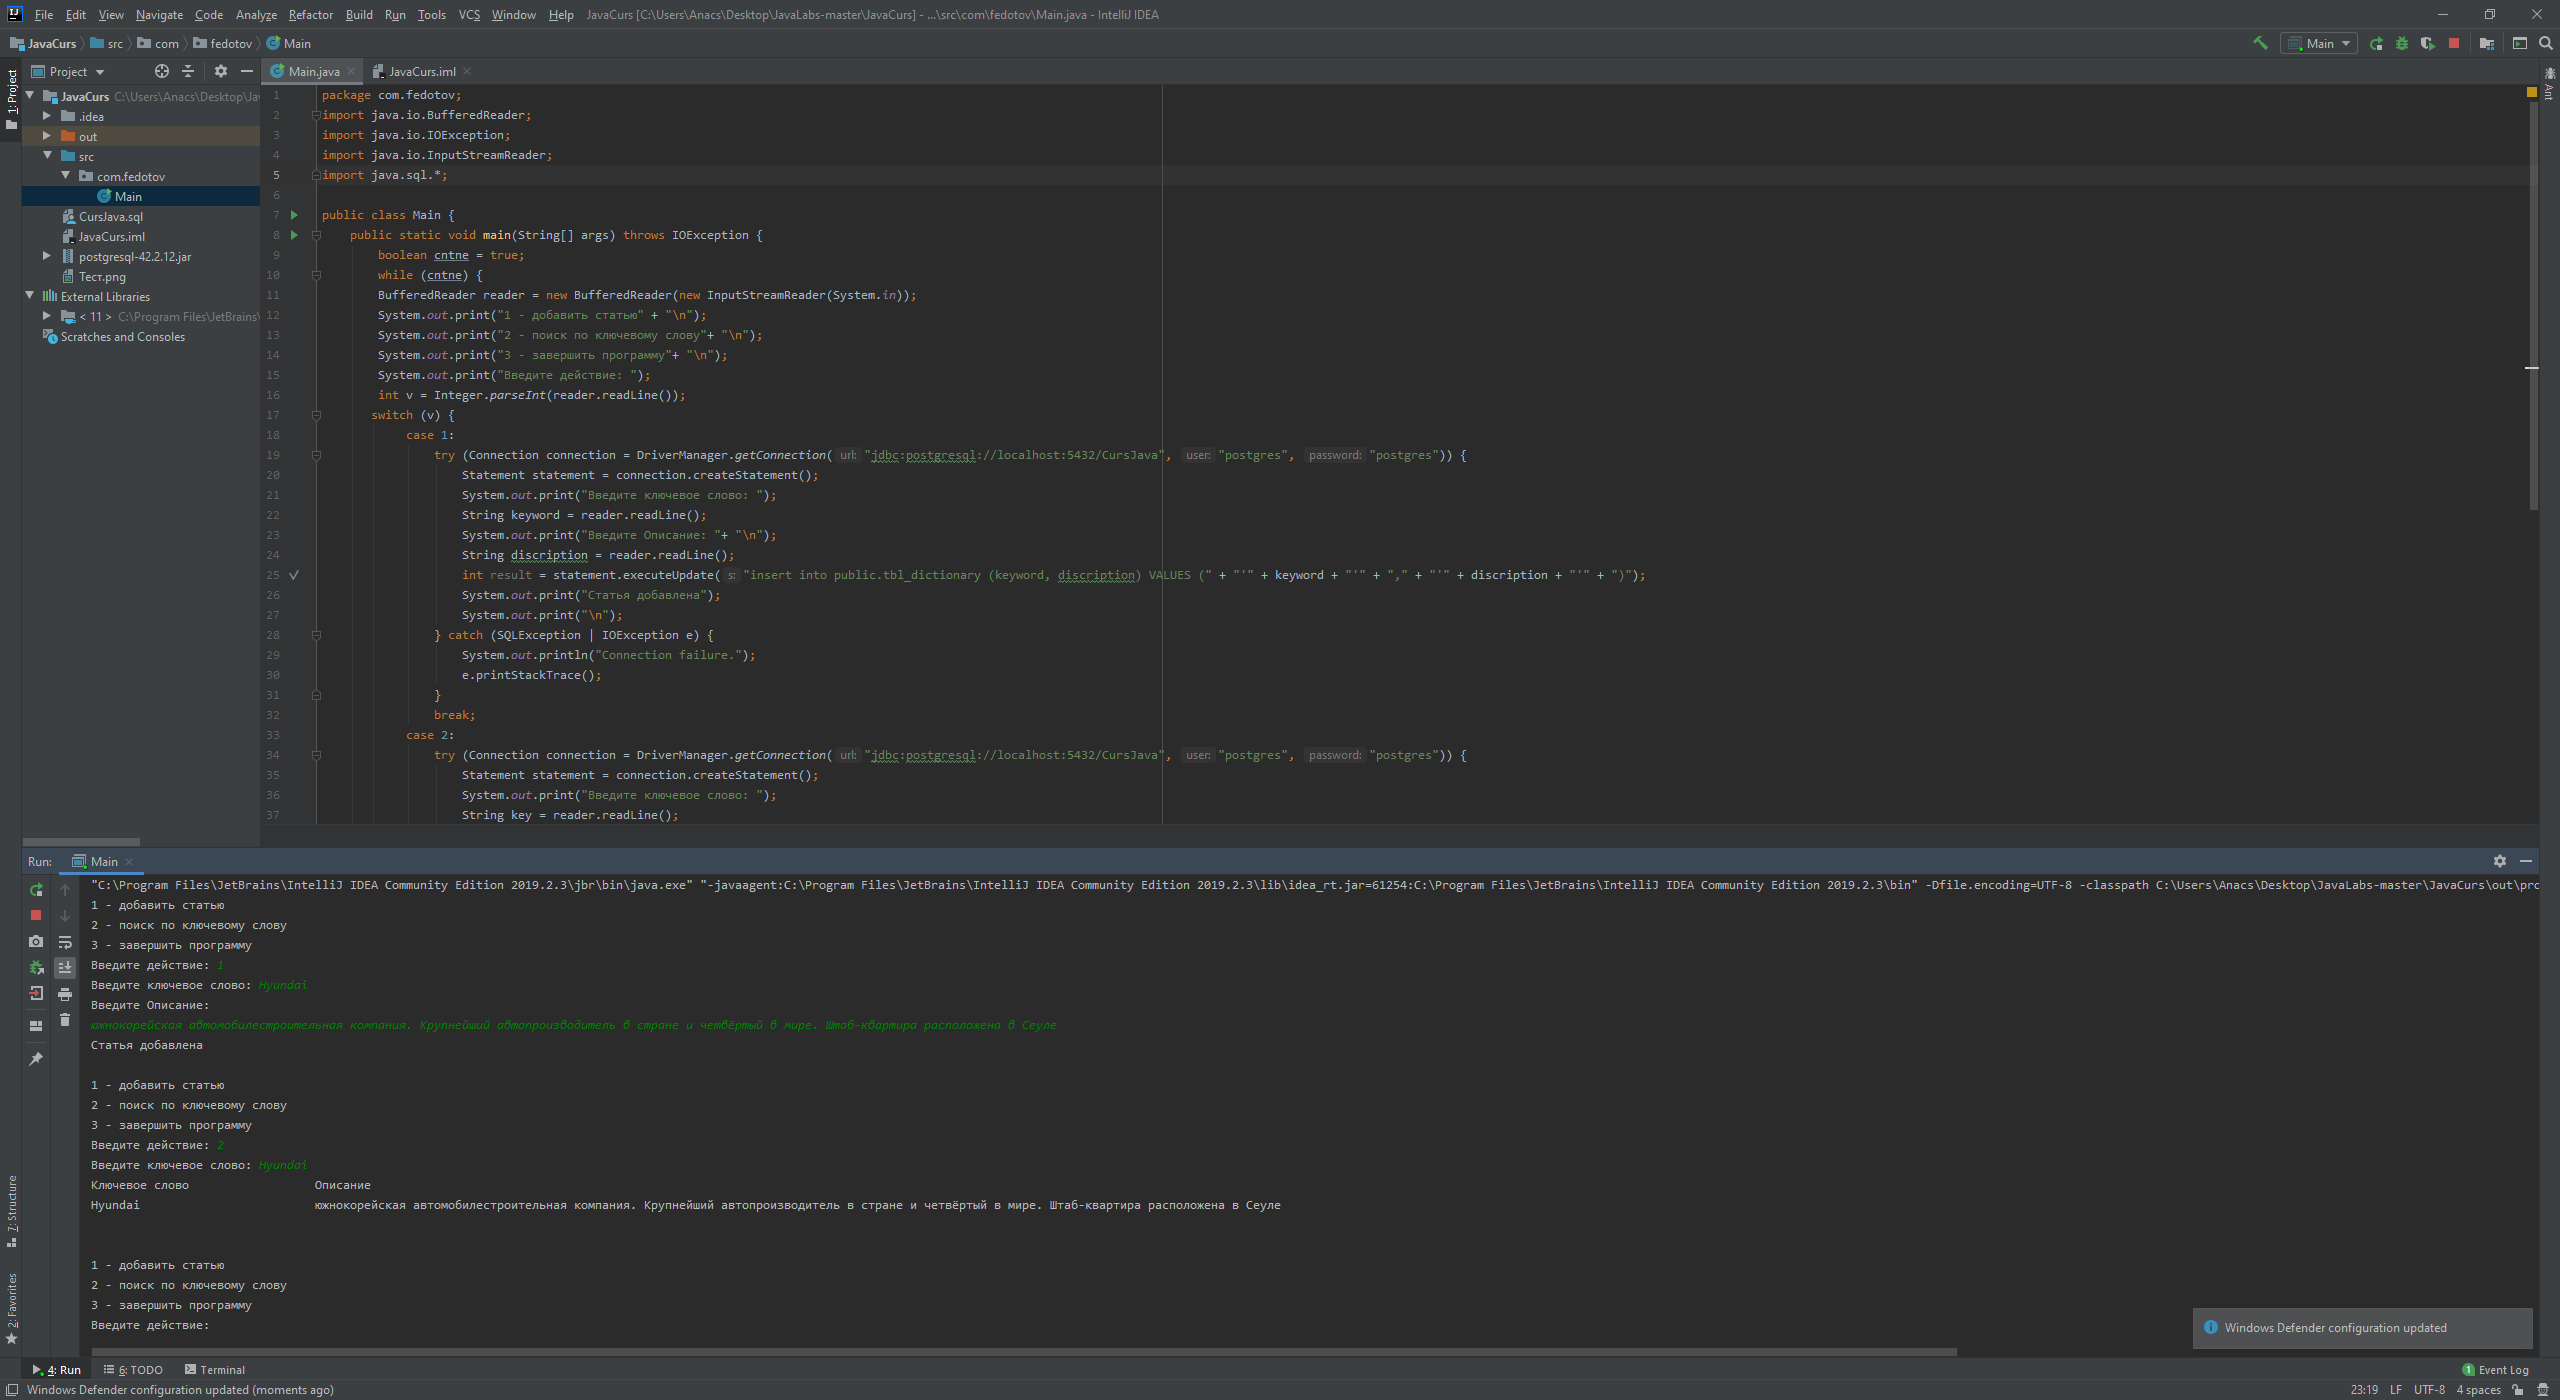 File Edit View Navigate Code Analyze Refactor Build Run Tools VCS Window Help JavaCurs [C:\Users\Anacs\Desktop\JavaLabs-master\JavaCurs] - ...\src\com\fedotov\Main.java - IntelliJ IDEA
JavaCurs src com fedotov Main
Main
Project
Main.java
JavaCurs.iml
1: Project
Ant
JavaCurs C:\Users\Anacs\Desktop\Ja
.idea
out
src
com.fedotov
Main
CursJava.sql
JavaCurs.iml
postgresql-42.2.12.jar
Тест.png
External Libraries
< 11 > C:\Program Files\JetBrains\
Scratches and Consoles
1 package com.fedotov;
2 import java.io.BufferedReader;
3 import java.io.IOException;
4 import java.io.InputStreamReader;
5 import java.sql.*;
6
7 public class Main {
8 public static void main(String[] args) throws IOException {
9 boolean cntne = true;
10 while (cntne) {
11 BufferedReader reader = new BufferedReader(new InputStreamReader(System.in));
12 System.out.print("1 - добавить статью" + "\n");
13 System.out.print("2 - поиск по ключевому слову"+ "\n");
14 System.out.print("3 - завершить программу"+ "\n");
15 System.out.print("Введите действие: ");
16 int v = Integer.parseInt(reader.readLine());
17 switch (v) {
18 case 1:
19 try (Connection connection = DriverManager.getConnection( url: "jdbc:postgresql://localhost:5432/CursJava", user: "postgres", password: "postgres")) {
20 Statement statement = connection.createStatement();
21 System.out.print("Введите ключевое слово: ");
22 String keyword = reader.readLine();
23 System.out.print("Введите Описание: "+ "\n");
24 String discription = reader.readLine();
25 int result = statement.executeUpdate( s: "insert into public.tbl_dictionary (keyword, discription) VALUES (" + "'" + keyword + "'" + "," + "'" + discription + "'" + ")");
26 System.out.print("Статья добавлена");
27 System.out.print("\n");
28 } catch (SQLException | IOException e) {
29 System.out.println("Connection failure.");
30 e.printStackTrace();
31 }
32 break;
33 case 2:
34 try (Connection connection = DriverManager.getConnection( url: "jdbc:postgresql://localhost:5432/CursJava", user: "postgres", password: "postgres")) {
35 Statement statement = connection.createStatement();
36 System.out.print("Введите ключевое слово: ");
37 String key = reader.readLine();
Run: Main
"C:\Program Files\JetBrains\IntelliJ IDEA Community Edition 2019.2.3\jbr\bin\java.exe" "-javaagent:C:\Program Files\JetBrains\IntelliJ IDEA Community Edition 2019.2.3\lib\idea_rt.jar=61254:C:\Program Files\JetBrains\IntelliJ IDEA Community Edition 2019.2.3\bin" -Dfile.encoding=UTF-8 -classpath C:\Users\Anacs\Desktop\JavaLabs-master\JavaCurs\out\pro
1 - добавить статью
2 - поиск по ключевому слову
3 - завершить программу
Введите действие: 1
Введите ключевое слово: Hyundai
Введите Описание:
южнокорейская автомобилестроительная компания. Крупнейший автопроизводитель в стране и четвёртый в мире. Штаб-квартира расположена в Сеуле
Статья добавлена
1 - добавить статью
2 - поиск по ключевому слову
3 - завершить программу
Введите действие: 2
Введите ключевое слово: Hyundai
Ключевое слово Описание
Hyundai южнокорейская автомобилестроительная компания. Крупнейший автопроизводитель в стране и четвёртый в мире. Штаб-квартира расположена в Сеуле
1 - добавить статью
2 - поиск по ключевому слову
3 - завершить программу
Введите действие:
7: Structure
2: Favorites
Windows Defender configuration updated
4: Run 6: TODO Terminal
1 Event Log
Windows Defender configuration updated (moments ago)
23:19 LF UTF-8 4 spaces